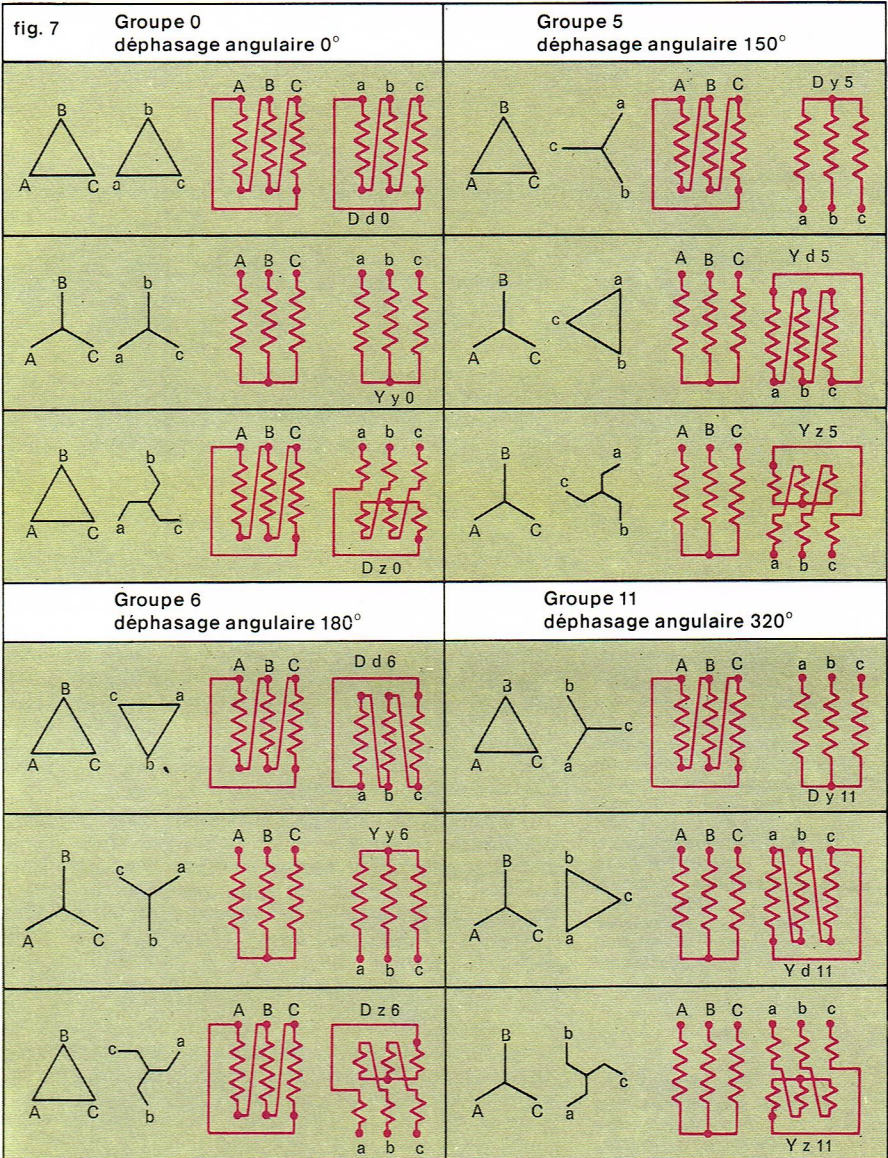 fig. 7
Groupe 0
déphasage angulaire 0°
Groupe 5
déphasage angulaire 150°
B
A C
b
a c
A B C
a b c
D d 0
B
A C
a
c
b
A B C
D y 5
a b c
B
A C
b
a c
A B C
a b c
Y y 0
B
A C
a
c
b
A B C
Y d 5
a b c
B
A C
b
a c
A B C
a b c
D z 0
B
A C
a
c
b
A B C
Y z 5
a b c
Groupe 6
déphasage angulaire 180°
Groupe 11
déphasage angulaire 320°
B
A C
c a
b
A B C
D d 6
a b c
B
A C
b
c
a
A B C
a b c
D y 11
B
A C
c a
b
A B C
Y y 6
a b c
B
A C
b
c
a
A B C
a b c
Y d 11
B
A C
c a
b
A B C
D z 6
a b c
B
A C
b
c
a
A B C
a b c
Y z 11